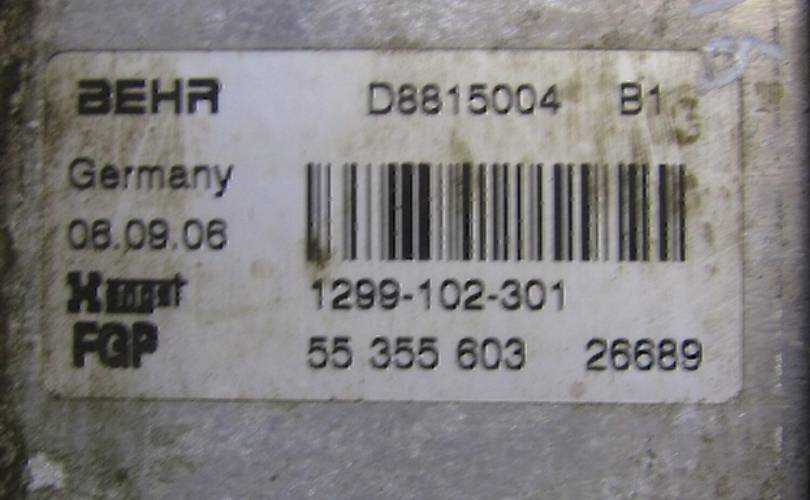 BEHR D8815004 B1
Germany
06.09.06
1299-102-301
FGP 55 355 603 26689